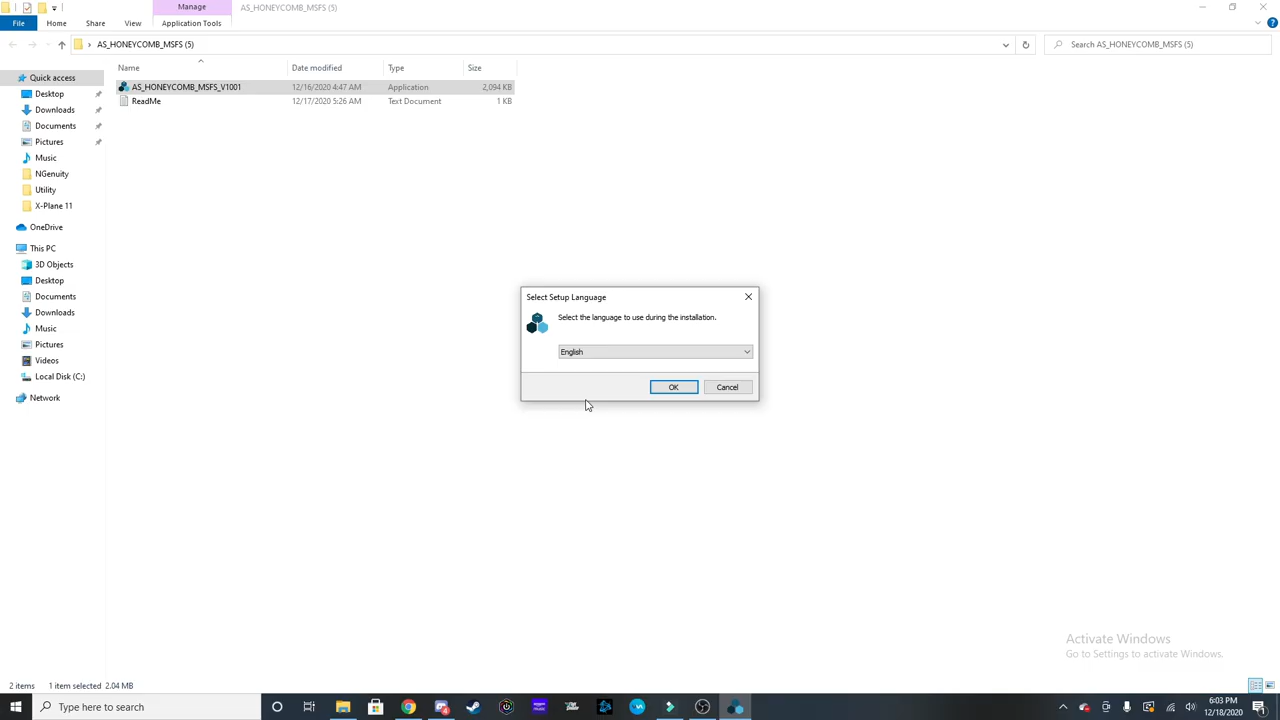 Manage
AS_HONEYCOMB_MSFS (5)
File
Home
Share
View
Application Tools
AS_HONEYCOMB_MSFS (5)
Search AS_HONEYCOMB_MSFS (5)
Name
Date modified
Type
Size
AS_HONEYCOMB_MSFS_V1001
12/16/2020 4:47 AM
Application
2,094 KB
ReadMe
12/17/2020 5:26 AM
Text Document
1 KB
Quick access
Desktop
Downloads
Documents
Pictures
Music
NGenuity
Utility
X-Plane 11
OneDrive
This PC
3D Objects
Desktop
Documents
Downloads
Music
Pictures
Videos
Local Disk (C:)
Network
Select Setup Language
Select the language to use during the installation.
English
OK
Cancel
Activate Windows
Go to Settings to activate Windows.
2 items
1 item selected 2.04 MB
Type here to search
6:03 PM
12/18/2020